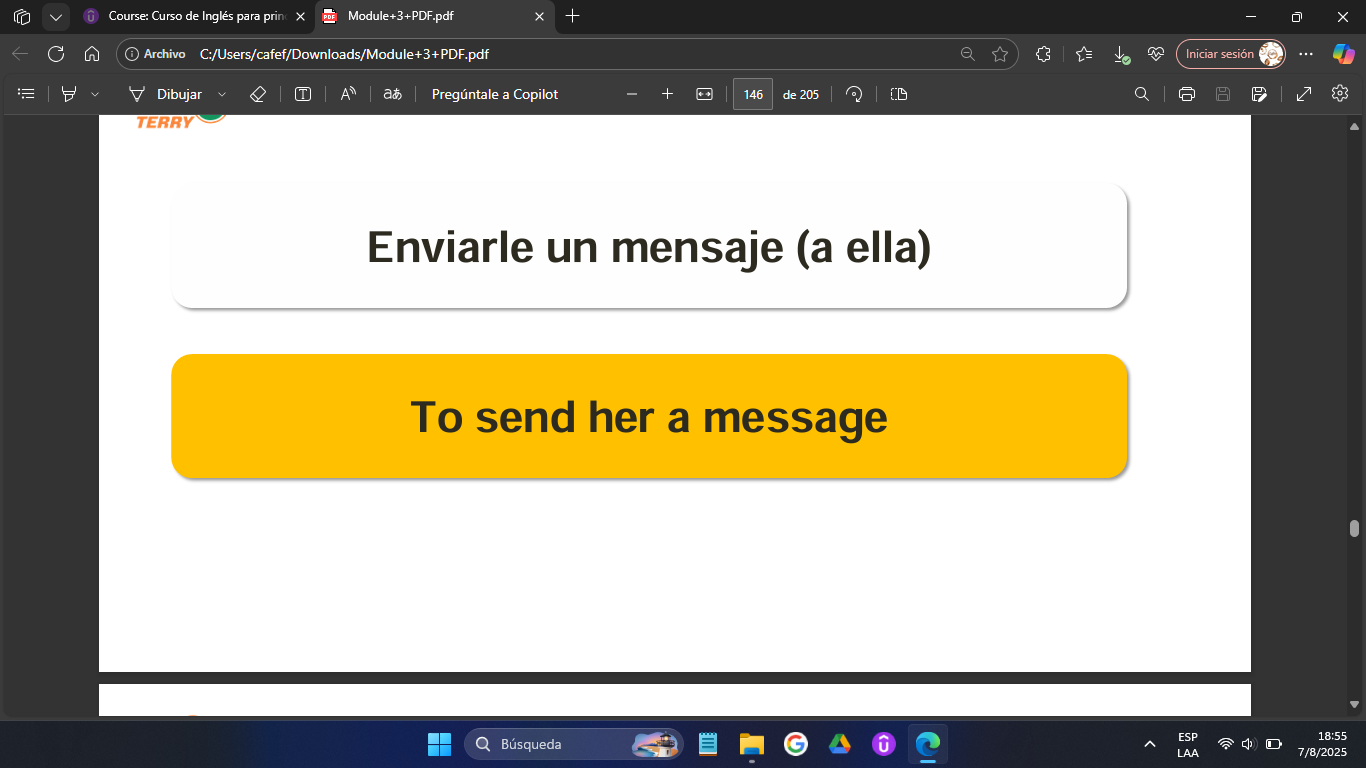 Course: Curso de Inglés para prin
Module+3+PDF.pdf
Archivo C:/Users/cafef/Downloads/Module+3+PDF.pdf
Iniciar sesión
Dibujar
Pregúntale a Copilot
146 de 205
TERRY
Enviarle un mensaje (a ella)
To send her a message
Búsqueda
ESP
LAA
18:55
7/8/2025